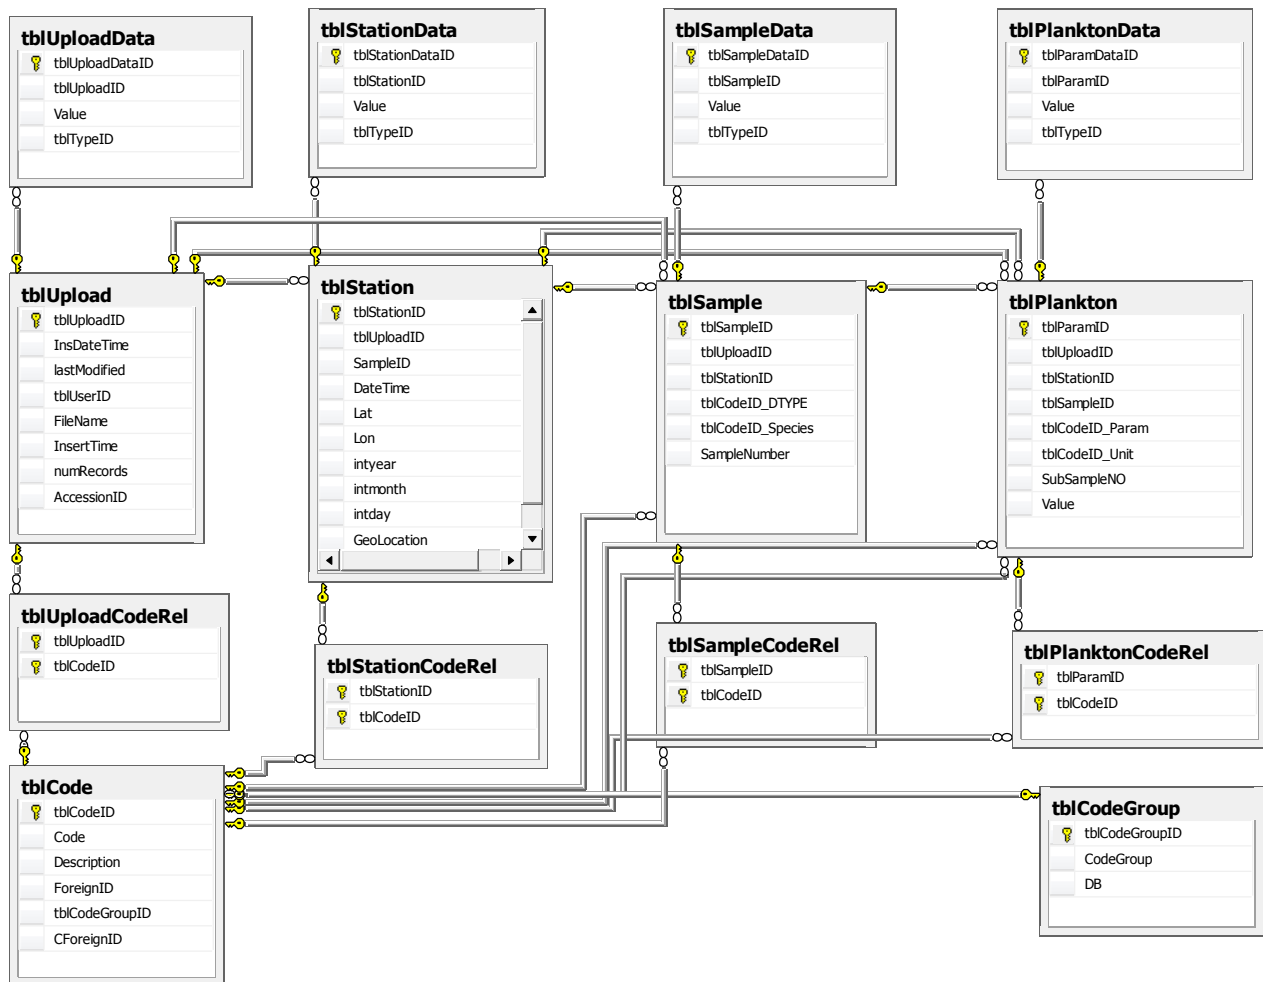 tblUploadData
tblUploadDataID
tblUploadID
Value
tblTypeID
tblStationData
tblStationDataID
tblStationID
Value
tblTypeID
tblSampleData
tblSampleDataID
tblSampleID
Value
tblTypeID
tblPlanktonData
tblParamDataID
tblParamID
Value
tblTypeID
tblUpload
tblUploadID
InsDateTime
lastModified
tblUserID
FileName
InsertTime
numRecords
AccessionID
tblStation
tblStationID
tblUploadID
SampleID
DateTime
Lat
Lon
intyear
intmonth
intday
GeoLocation
tblSample
tblSampleID
tblUploadID
tblStationID
tblCodeID_DTYPE
tblCodeID_Species
SampleNumber
tblPlankton
tblParamID
tblUploadID
tblStationID
tblSampleID
tblCodeID_Param
tblCodeID_Unit
SubSampleNO
Value
tblUploadCodeRel
tblUploadID
tblCodeID
tblStationCodeRel
tblStationID
tblCodeID
tblSampleCodeRel
tblSampleID
tblCodeID
tblPlanktonCodeRel
tblParamID
tblCodeID
tblCode
tblCodeID
Code
Description
ForeignID
tblCodeGroupID
CForeignID
tblCodeGroup
tblCodeGroupID
CodeGroup
DB